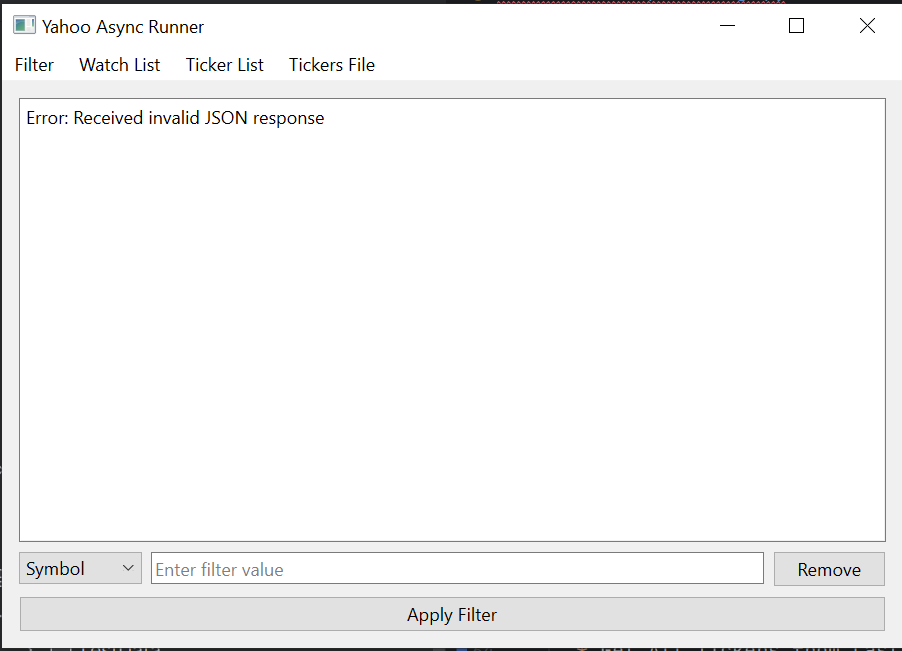 Yahoo Async Runner
Filter Watch List Ticker List Tickers File
Error: Received invalid JSON response
Symbol Enter filter value Remove
Apply Filter